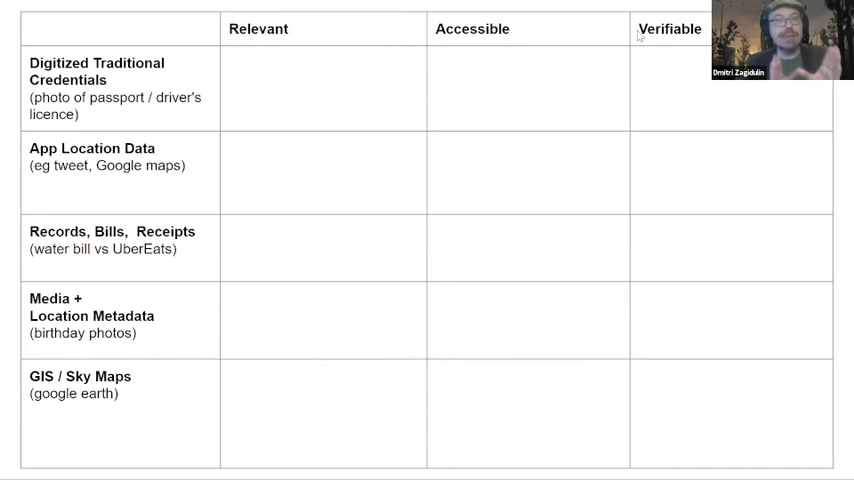 Relevant
Accessible
Verifiable
Dmitri Zagidulin
Digitized Traditional
Credentials
(photo of passport / driver's
licence)
App Location Data
(eg tweet, Google maps)
Records, Bills, Receipts
(water bill vs UberEats)
Media +
Location Metadata
(birthday photos)
GIS / Sky Maps
(google earth)